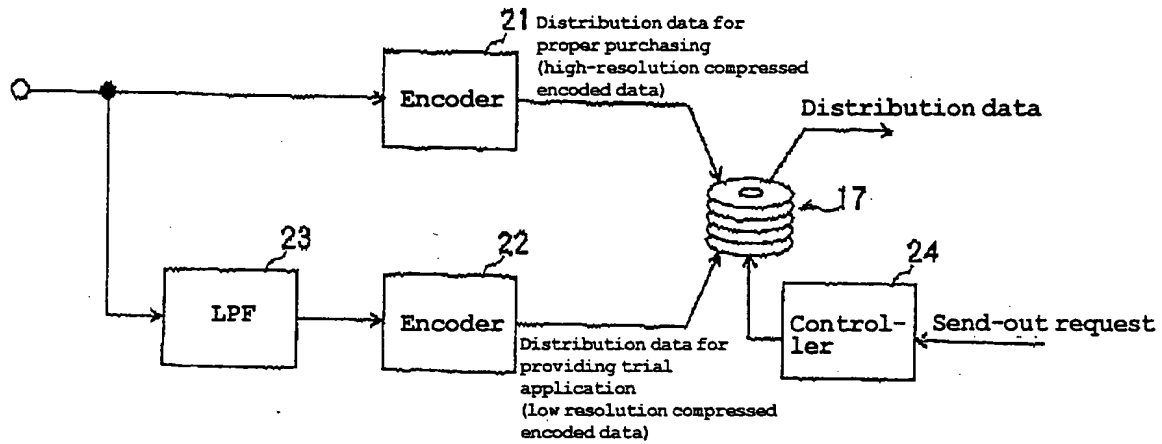 21
Distribution data for
proper purchasing
(high-resolution compressed
encoded data)
Encoder
Distribution data
17
23
LPF
22
Encoder
Distribution data for
providing trial
application
(low resolution compressed
encoded data)
24
Control-
ler
Send-out request